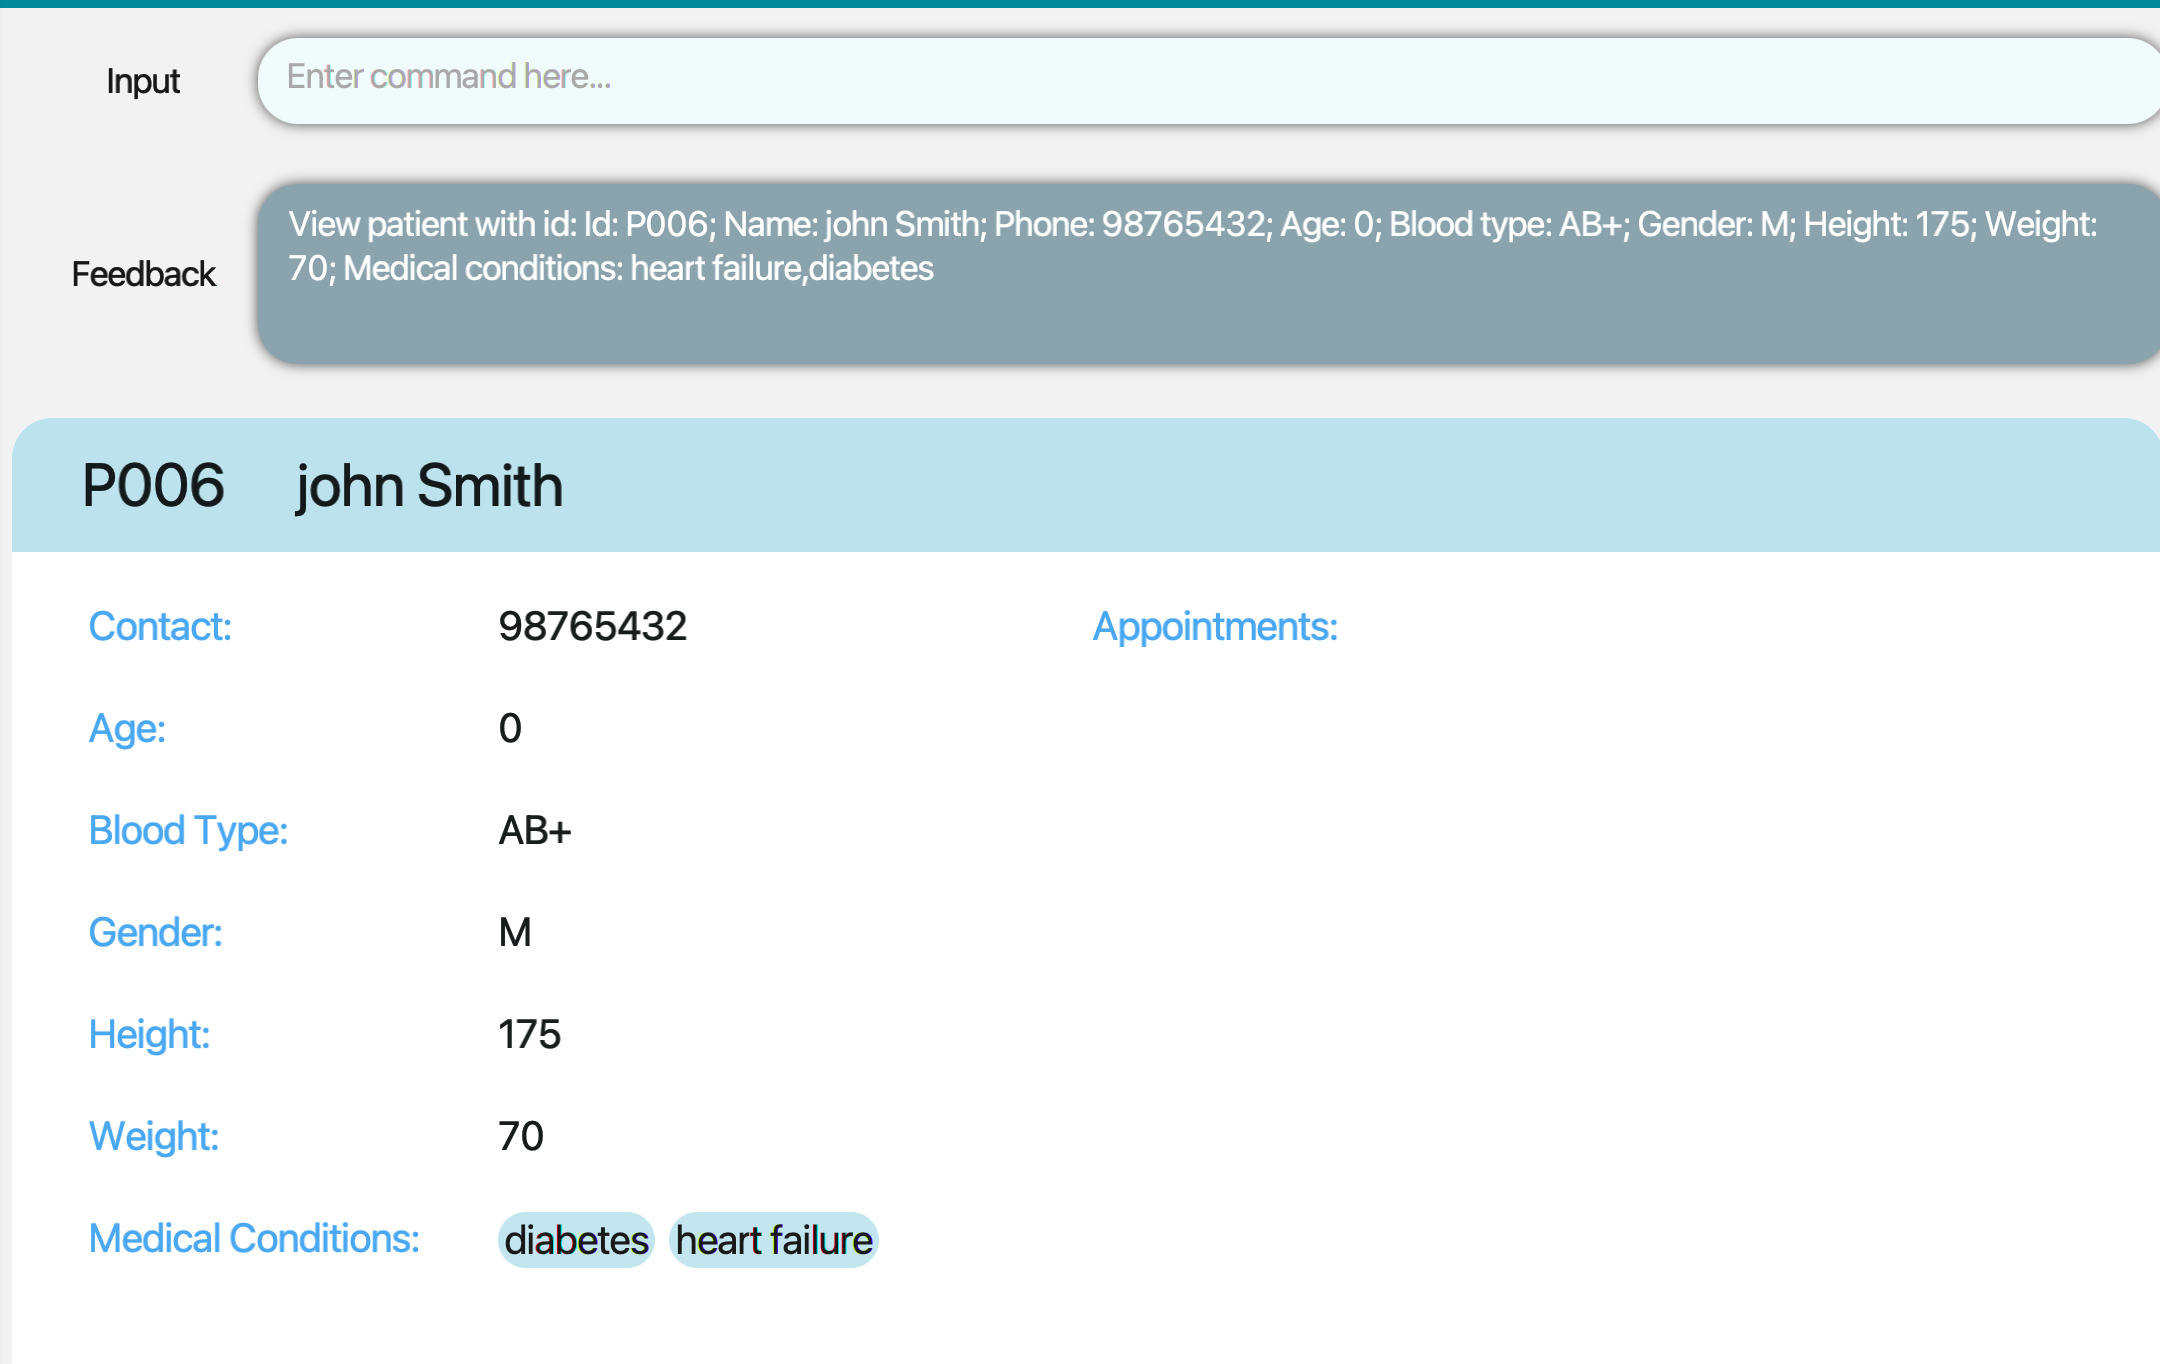 Input
Enter command here...
Feedback
View patient with id: Id: P006; Name: john Smith; Phone: 98765432; Age: 0; Blood type: AB+; Gender: M; Height: 175; Weight:
70; Medical conditions: heart failure,diabetes
P006 john Smith
Contact: 98765432 Appointments:
Age: 0
Blood Type: AB+
Gender: M
Height: 175
Weight: 70
Medical Conditions: diabetes heart failure